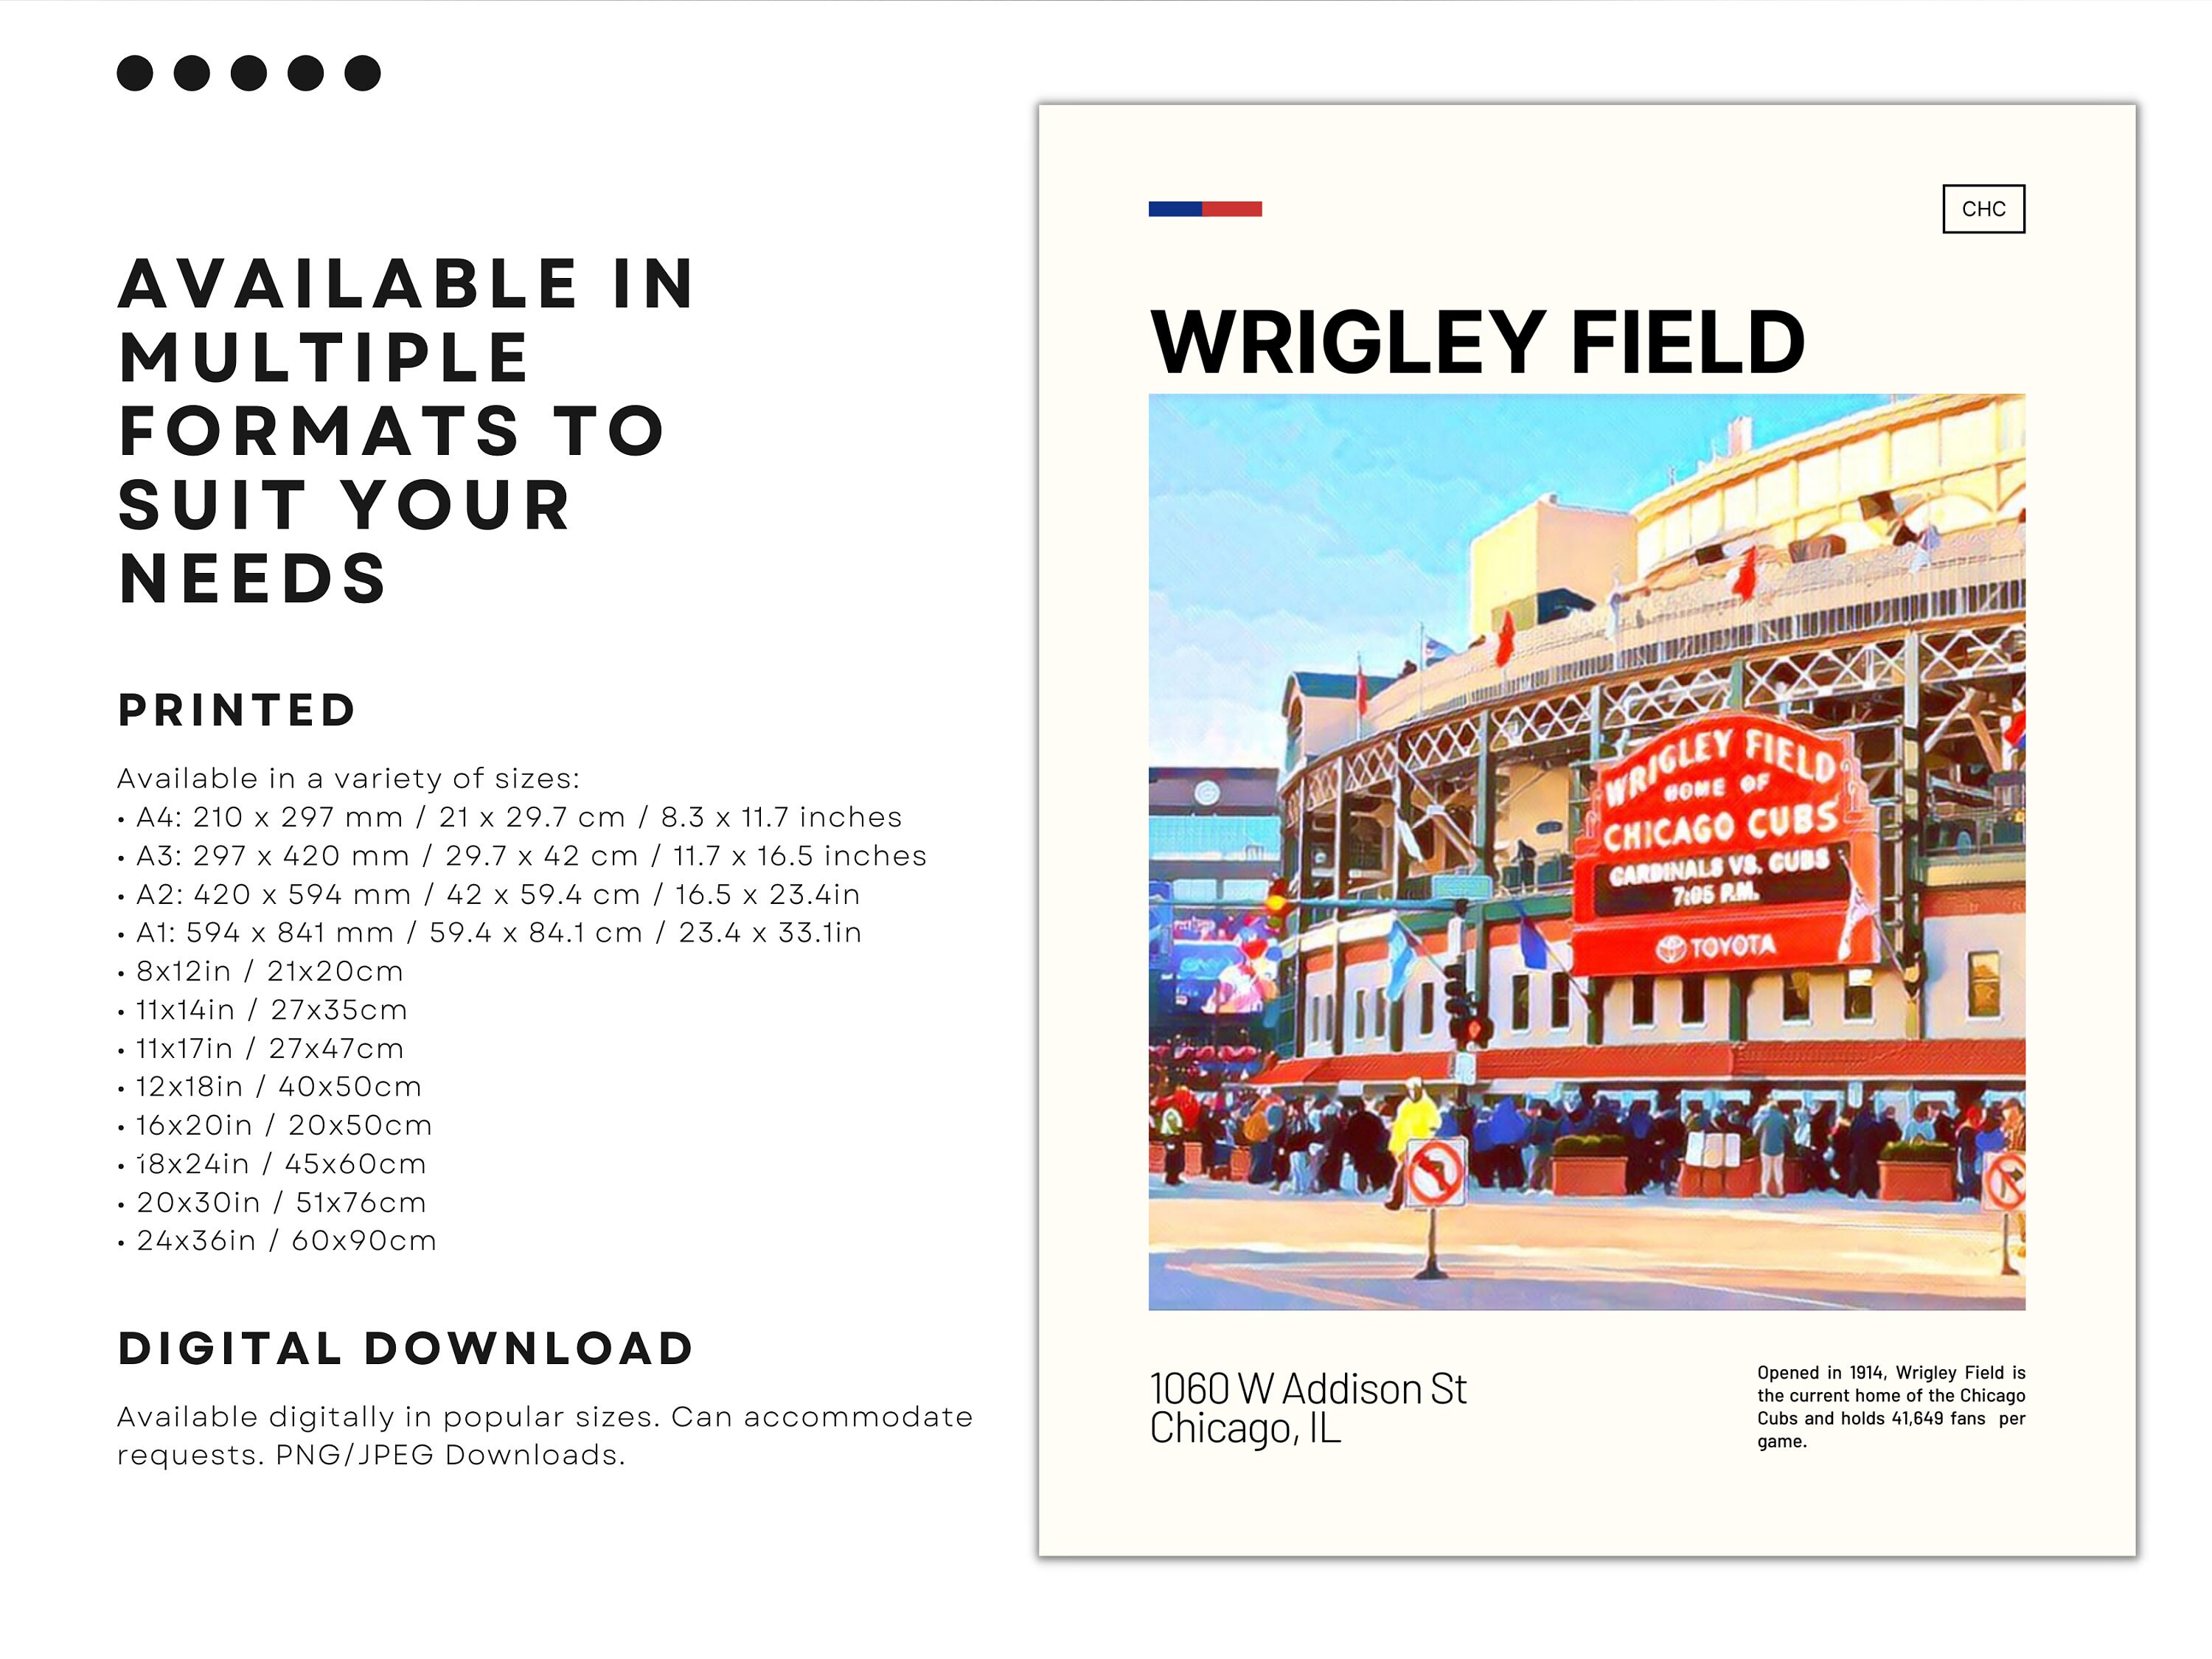 AVAILABLE IN
MULTIPLE
FORMATS TO
SUIT YOUR
NEEDS
PRINTED
Available in a variety of sizes:
• A4: 210 x 297 mm / 21 x 29.7 cm / 8.3 x 11.7 inches
• A3: 297 x 420 mm / 29.7 x 42 cm / 11.7 x 16.5 inches
• A2: 420 x 594 mm / 42 x 59.4 cm / 16.5 x 23.4in
• A1: 594 x 841 mm / 59.4 x 84.1 cm / 23.4 x 33.1in
• 8x12in / 21x20cm
• 11x14in / 27x35cm
• 11x17in / 27x47cm
• 12x18in / 40x50cm
• 16x20in / 20x50cm
• 18x24in / 45x60cm
• 20x30in / 51x76cm
• 24x36in / 60x90cm
DIGITAL DOWNLOAD
Available digitally in popular sizes. Can accommodate
requests. PNG/JPEG Downloads.
CHC
WRIGLEY FIELD
WRIGLEY FIELD
HOME OF
CHICAGO CUBS
CARDINALS VS. CUBS
7:05 P.M.
TOYOTA
1060 W Addison St
Chicago, IL
Opened in 1914, Wrigley Field is
the current home of the Chicago
Cubs and holds 41,649 fans per
game.